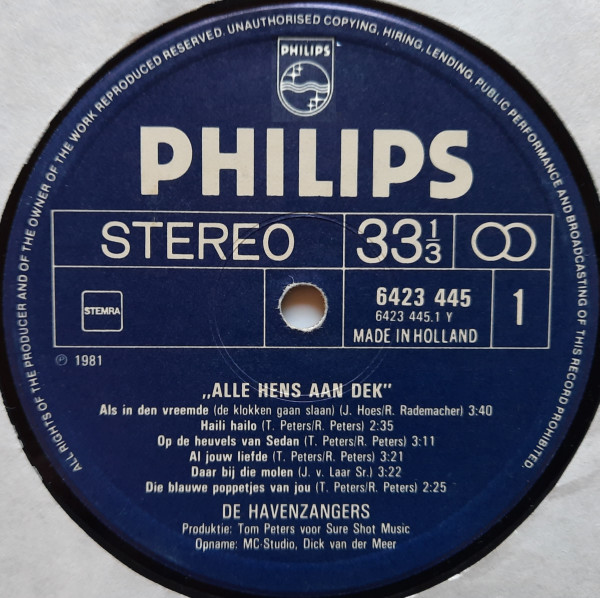 ALL RIGHTS OF THE PRODUCER AND OF THE OWNER OF THE WORK REPRODUCED RESERVED. UNAUTHORISED COPYING, HIRING, LENDING, PUBLIC PERFORMANCE AND BROADCASTING OF THIS RECORD PROHIBITED.
PHILIPS
PHILIPS
STEREO
33 1/3
STEMRA
6423 445
6423 445.1 Y
MADE IN HOLLAND
1
℗ 1981
„ALLE HENS AAN DEK"
Als in den vreemde (de klokken gaan slaan) (J. Hoes/R. Rademacher) 3:40
Haili hailo (T. Peters/R. Peters) 2:35
Op de heuvels van Sedan (T. Peters/R. Peters) 3:11
Al jouw liefde (T. Peters/R. Peters) 3:21
Daar bij die molen (J. v. Laar Sr.) 3:22
Die blauwe poppetjes van jou (T. Peters/R. Peters) 2:25
DE HAVENZANGERS
Produktie: Tom Peters voor Sure Shot Music
Opname: MC-Studio, Dick van der Meer